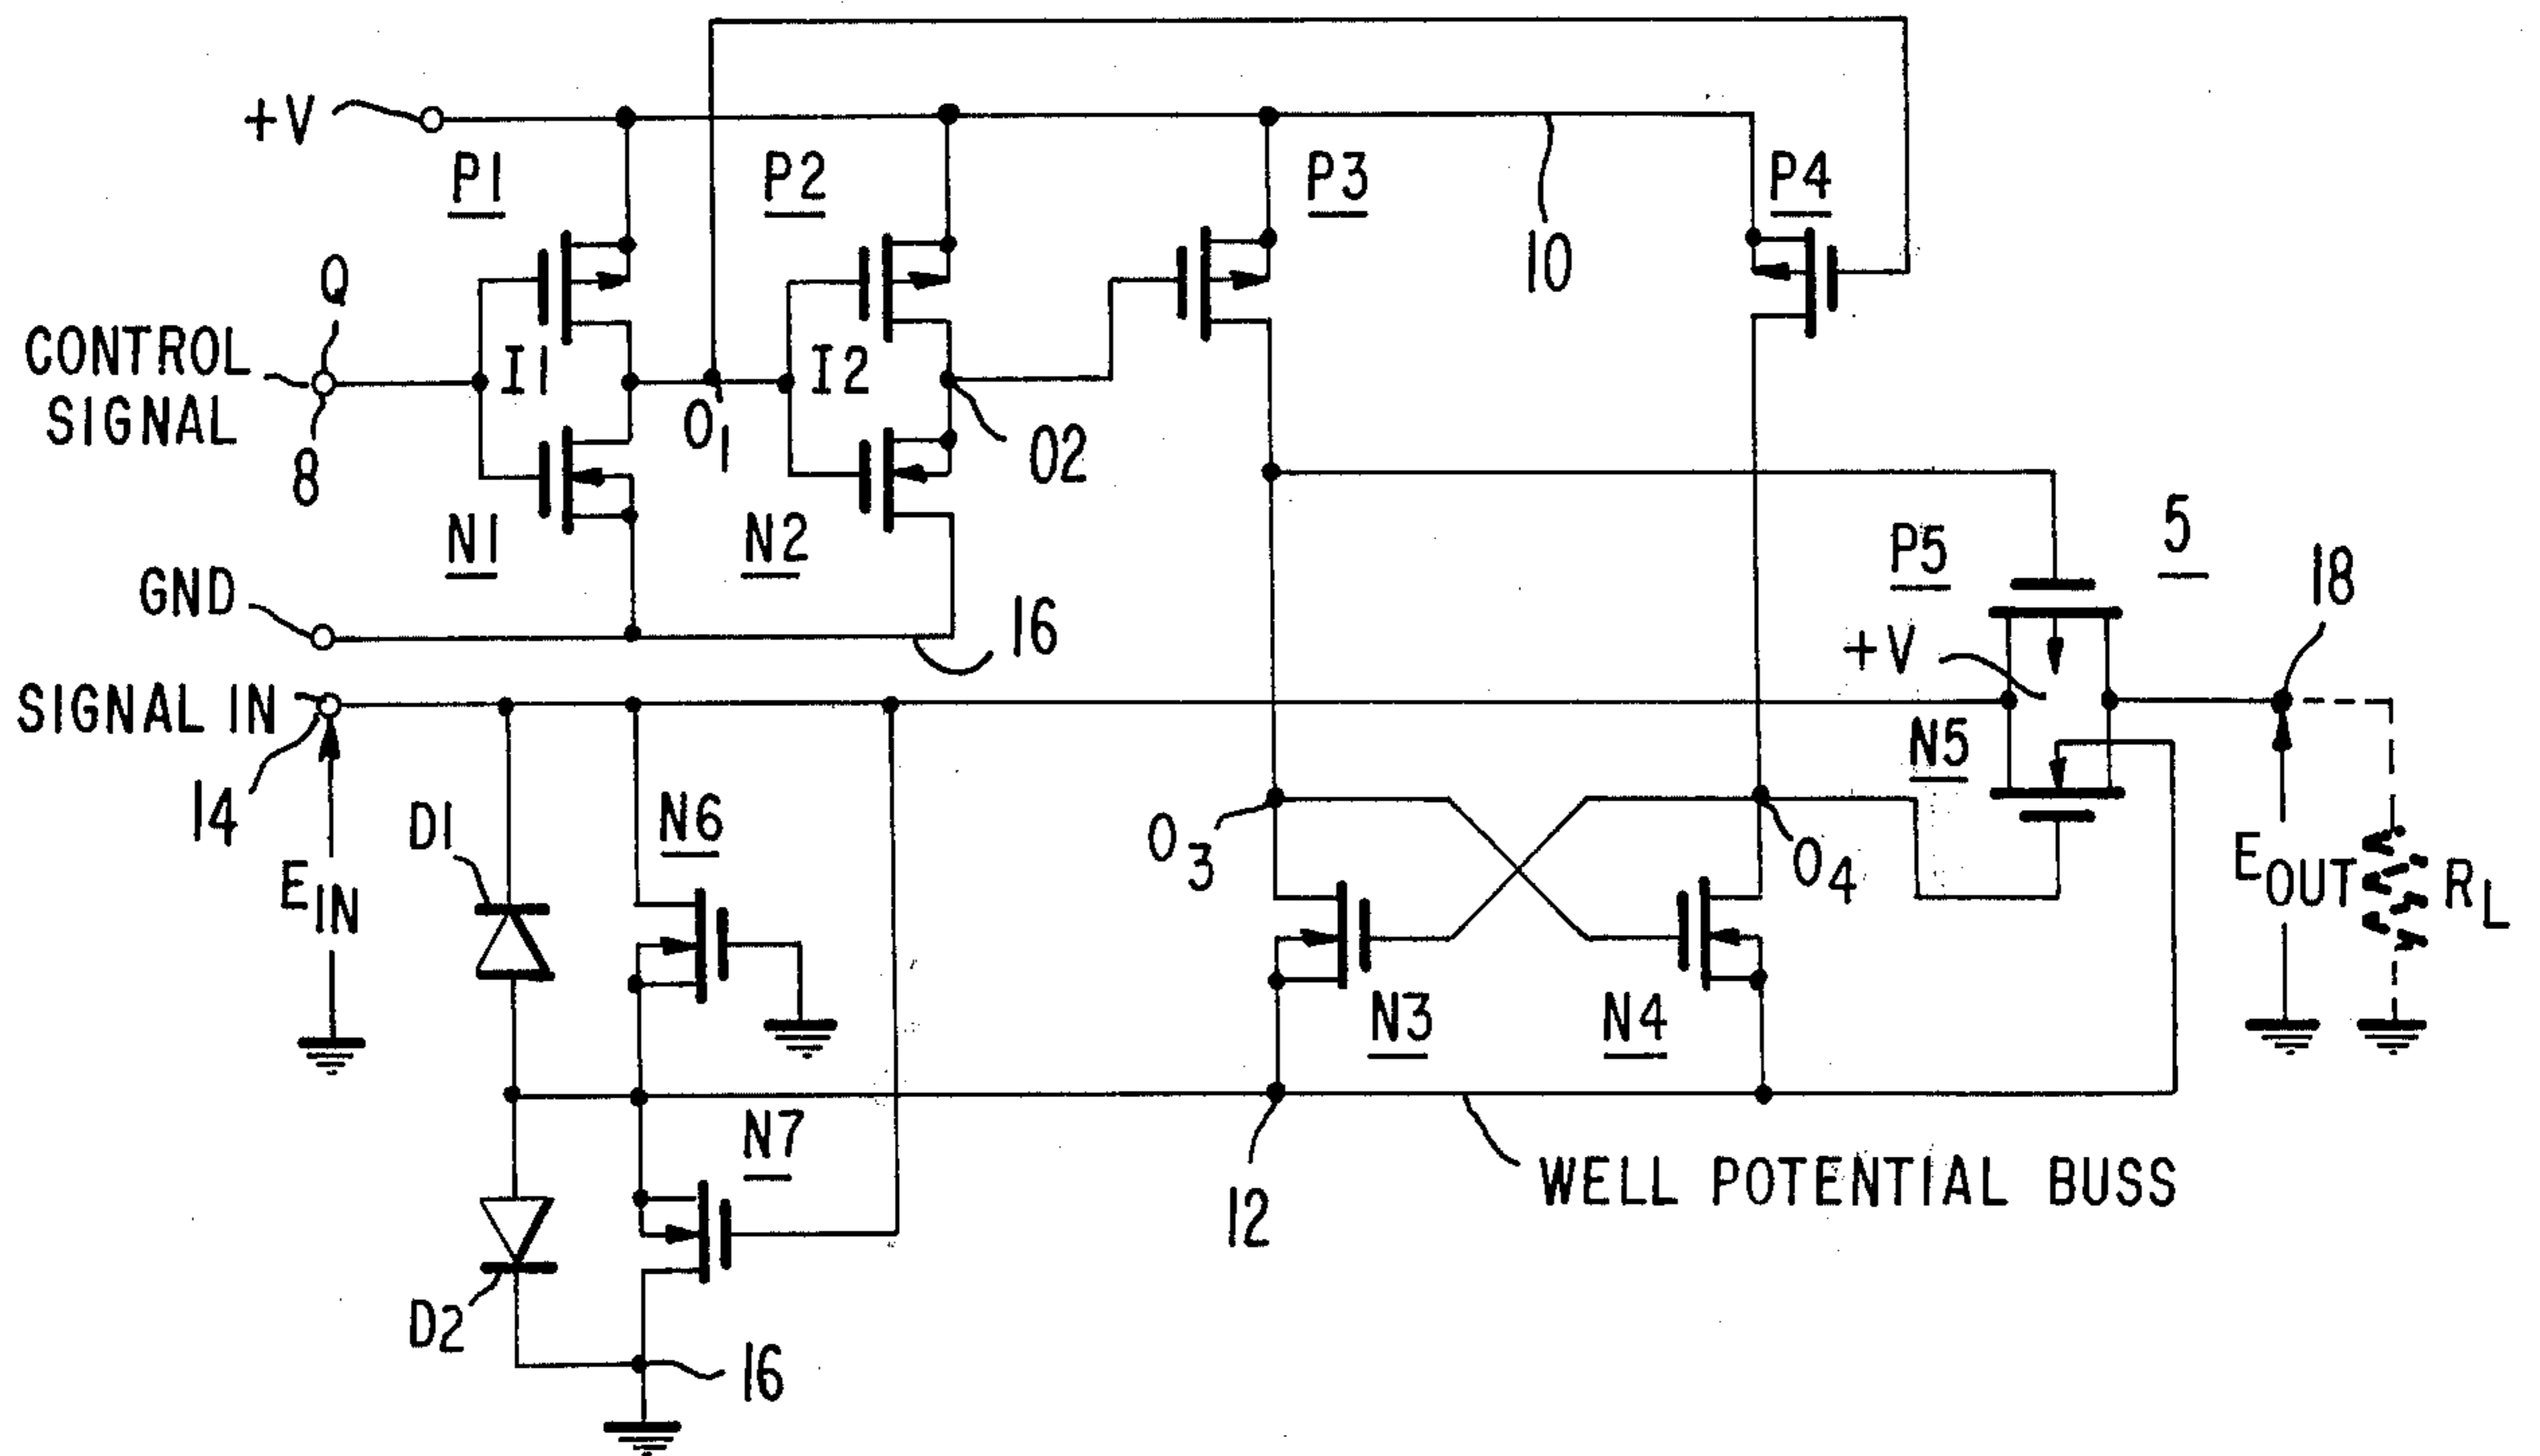 +V
P1
P2
P3
P4
10
Q
CONTROL
SIGNAL
8
I1
O1
I2
O2
N1
N2
GND
16
P5
5
18
+V
SIGNAL IN
14
N5
EIN
D1
N6
O3
O4
EOUT
RL
N3
N4
N7
12
WELL POTENTIAL BUSS
D2
16